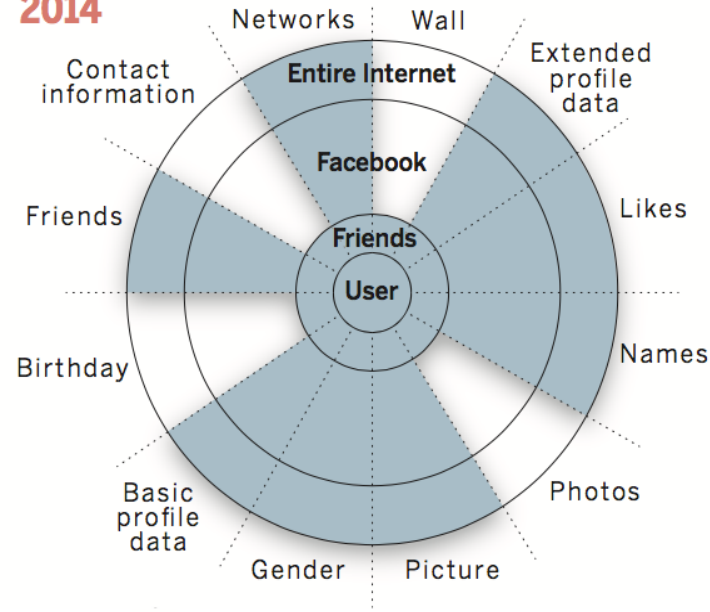 2014
Networks
Wall
Entire Internet
Extended
profile
data
Contact
information
Facebook
Friends
Likes
Friends
User
Names
Birthday
Photos
Basic
profile
data
Gender
Picture